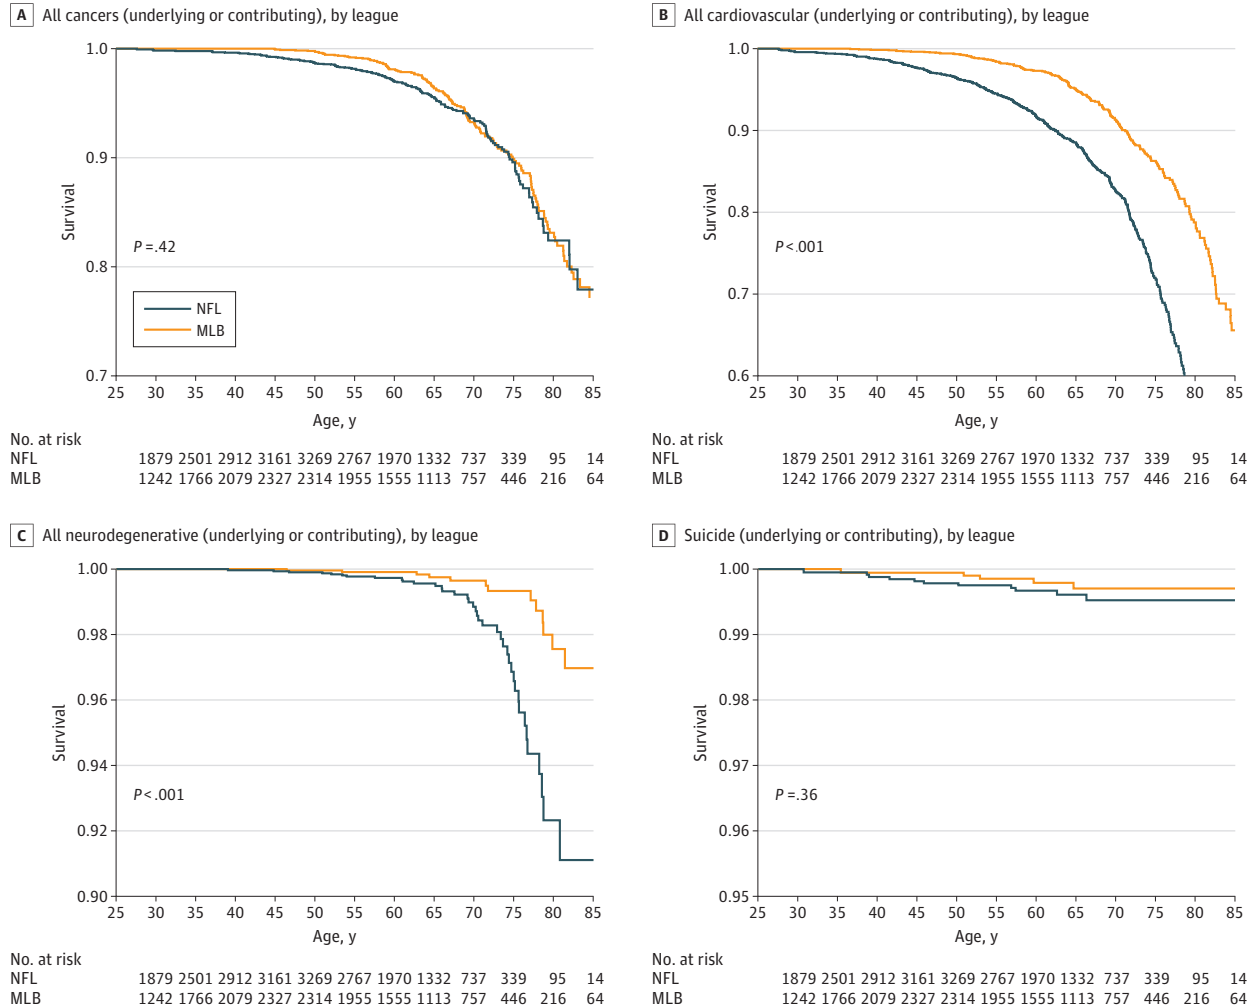 A All cancers (underlying or contributing), by league
1.0
0.9
0.8
0.7
Survival
P = .42
NFL
MLB
25 30 35 40 45 50 55 60 65 70 75 80 85
Age, y
No. at risk
NFL 1879 2501 2912 3161 3269 2767 1970 1332 737 339 95 14
MLB 1242 1766 2079 2327 2314 1955 1555 1113 757 446 216 64
B All cardiovascular (underlying or contributing), by league
1.0
0.9
0.8
0.7
0.6
Survival
P < .001
25 30 35 40 45 50 55 60 65 70 75 80 85
Age, y
No. at risk
NFL 1879 2501 2912 3161 3269 2767 1970 1332 737 339 95 14
MLB 1242 1766 2079 2327 2314 1955 1555 1113 757 446 216 64
C All neurodegenerative (underlying or contributing), by league
1.00
0.98
0.96
0.94
0.92
0.90
Survival
P < .001
25 30 35 40 45 50 55 60 65 70 75 80 85
Age, y
No. at risk
NFL 1879 2501 2912 3161 3269 2767 1970 1332 737 339 95 14
MLB 1242 1766 2079 2327 2314 1955 1555 1113 757 446 216 64
D Suicide (underlying or contributing), by league
1.00
0.99
0.98
0.97
0.96
0.95
Survival
P = .36
25 30 35 40 45 50 55 60 65 70 75 80 85
Age, y
No. at risk
NFL 1879 2501 2912 3161 3269 2767 1970 1332 737 339 95 14
MLB 1242 1766 2079 2327 2314 1955 1555 1113 757 446 216 64